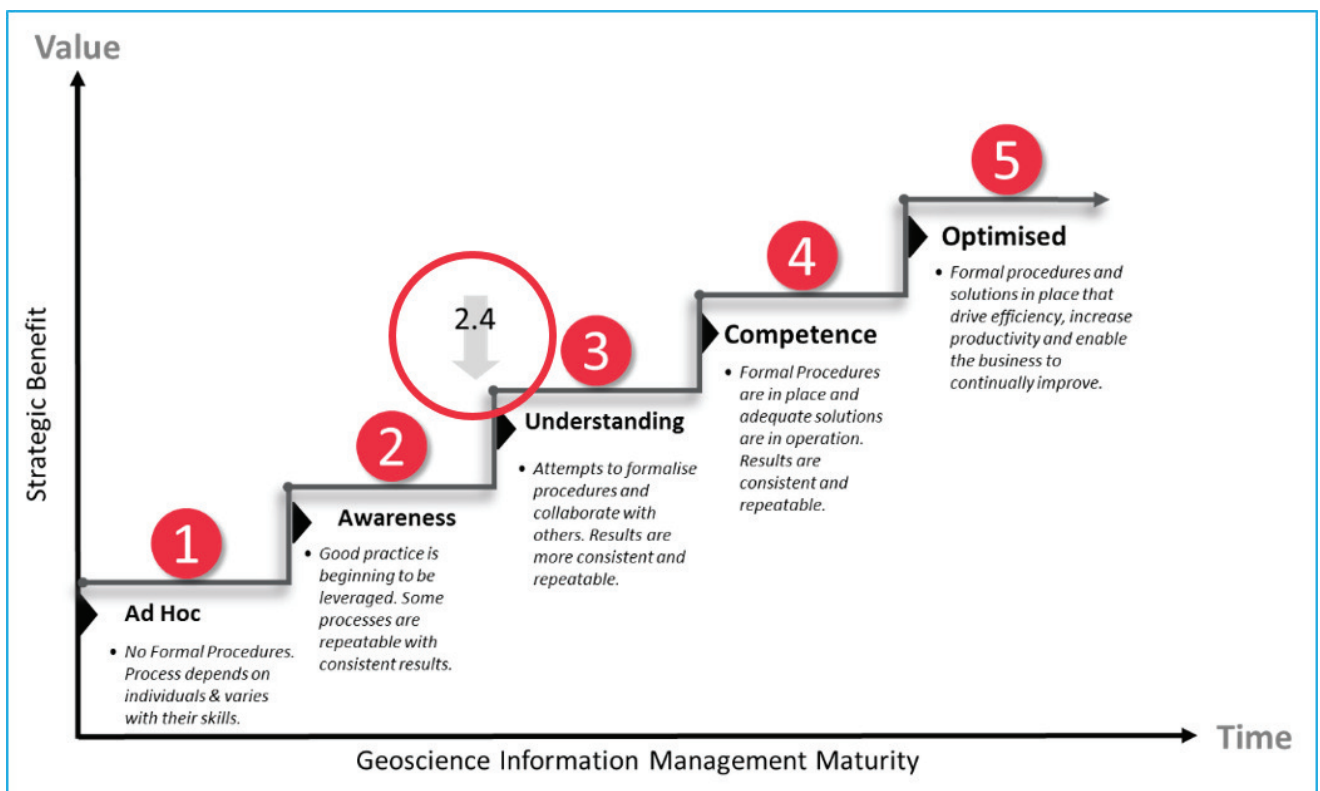 Value
Strategic Benefit
1
Ad Hoc
• No Formal Procedures.
Process depends on
individuals & varies
with their skills.
2
Awareness
• Good practice is
beginning to be
leveraged. Some
processes are
repeatable with
consistent results.
2.4
3
Understanding
• Attempts to formalise
procedures and
collaborate with
others. Results are
more consistent and
repeatable.
4
Competence
• Formal Procedures
are in place and
adequate solutions
are in operation.
Results are
consistent and
repeatable.
5
Optimised
• Formal procedures and
solutions in place that
drive efficiency, increase
productivity and enable
the business to
continually improve.
Time
Geoscience Information Management Maturity